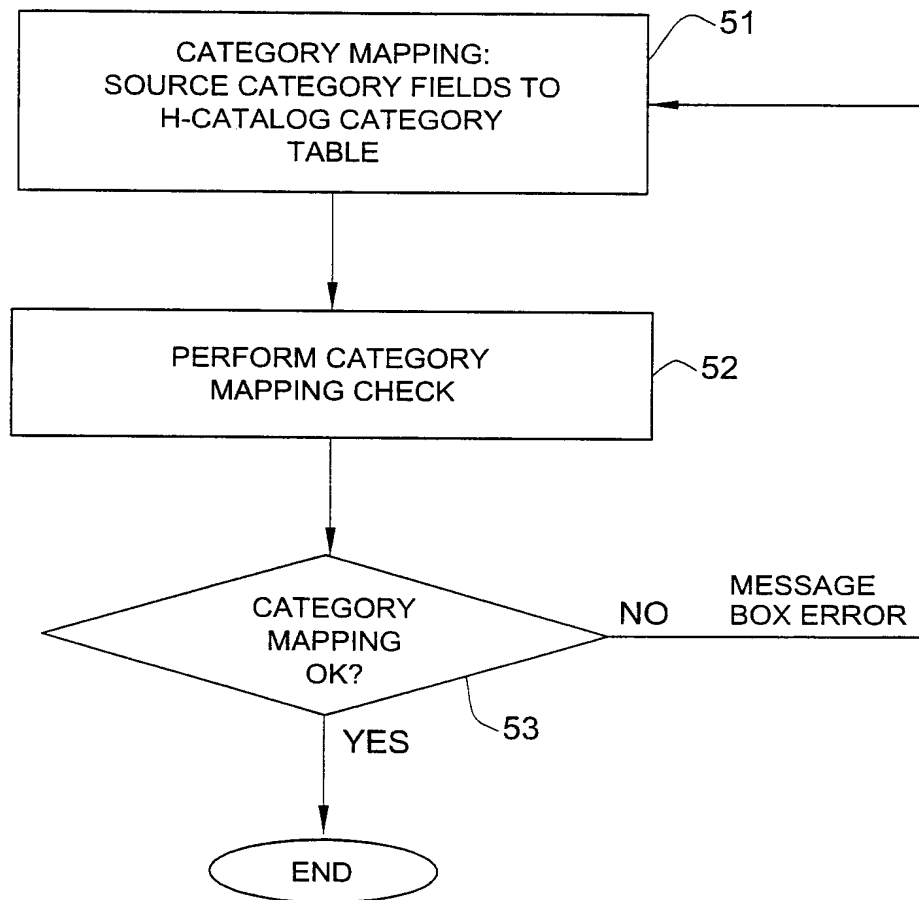 51
CATEGORY MAPPING:
SOURCE CATEGORY FIELDS TO
H-CATALOG CATEGORY
TABLE
PERFORM CATEGORY
MAPPING CHECK
52
CATEGORY
MAPPING
OK?
NO
MESSAGE
BOX ERROR
53
YES
END